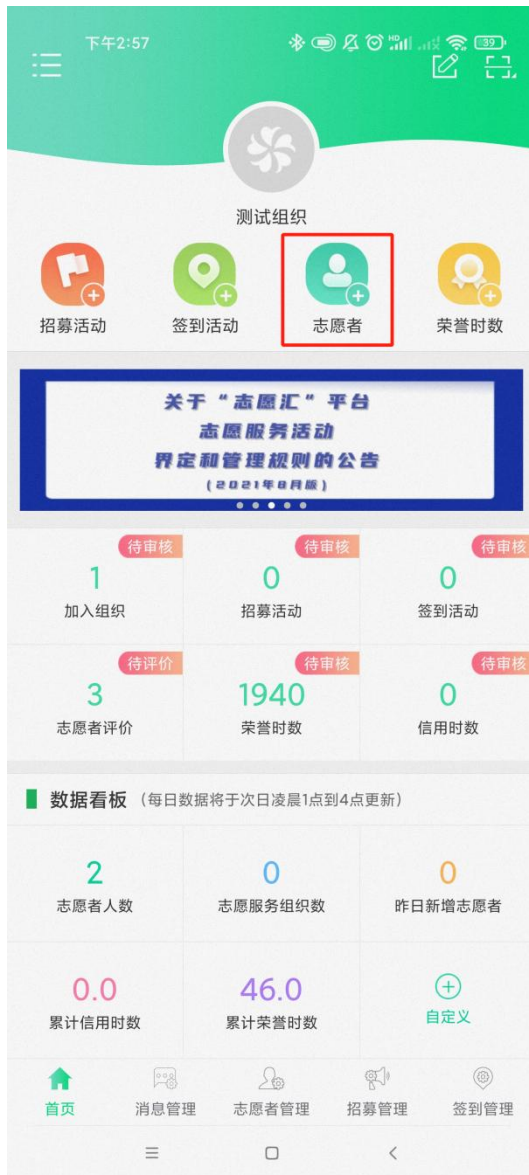 下午2:57
HD
39
测试组织
招募活动 签到活动 志愿者 荣誉时数
关于“志愿汇”平台
志愿服务活动
界定和管理规则的公告
(2021年8月版)
待审核 待审核 待审核
1 0 0
加入组织 招募活动 签到活动
待评价 待审核 待审核
3 1940 0
志愿者评价 荣誉时数 信用时数
数据看板（每日数据将于次日凌晨1点到4点更新）
2 0 0
志愿者人数 志愿服务组织数 昨日新增志愿者
0.0 46.0
累计信用时数 累计荣誉时数 自定义
首页 消息管理 志愿者管理 招募管理 签到管理